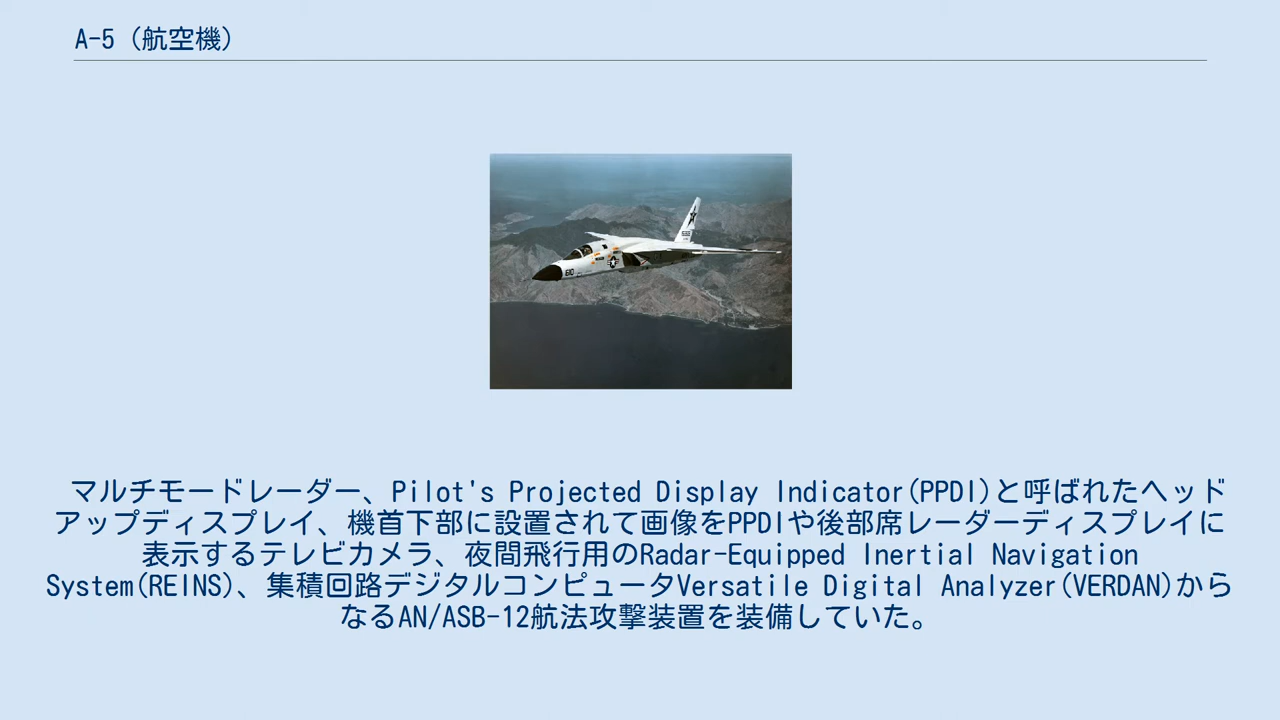 A-5（航空機）
610
マルチモードレーダー、Pilot's Projected Display Indicator(PPDI)と呼ばれたヘッド
アップディスプレイ、機首下部に設置されて画像をPPDIや後部席レーダーディスプレイに
表示するテレビカメラ、夜間飛行用のRadar-Equipped Inertial Navigation
System(REINS)、集積回路デジタルコンピュータVersatile Digital Analyzer(VERDAN)から
なるAN/ASB-12航法攻撃装置を装備していた。